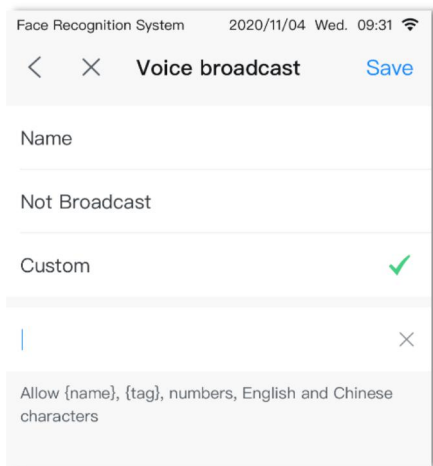 Face Recognition System 2020/11/04 Wed. 09:31
Voice broadcast Save
Name
Not Broadcast
Custom
Allow {name}, {tag}, numbers, English and Chinese
characters